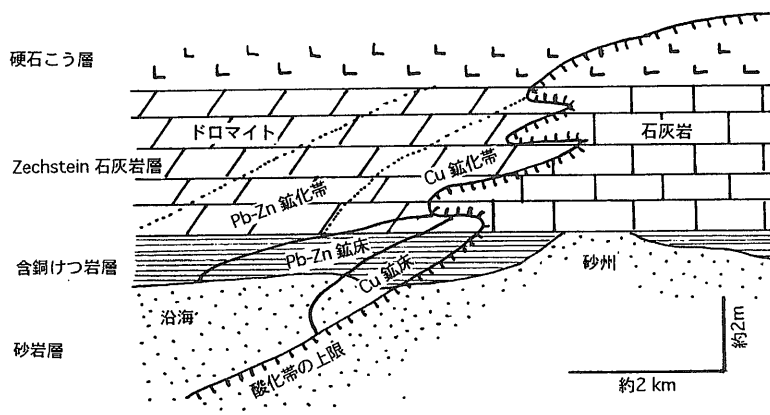 硬石こう層
ドロマイト
石灰岩
Zechstein 石灰岩層
Cu 鉱化帯
Pb-Zn 鉱化帯
含銅けつ岩層
Pb-Zn 鉱床
Cu 鉱床
砂州
沿海
砂岩層
酸化帯の上限
約2m
約2 km